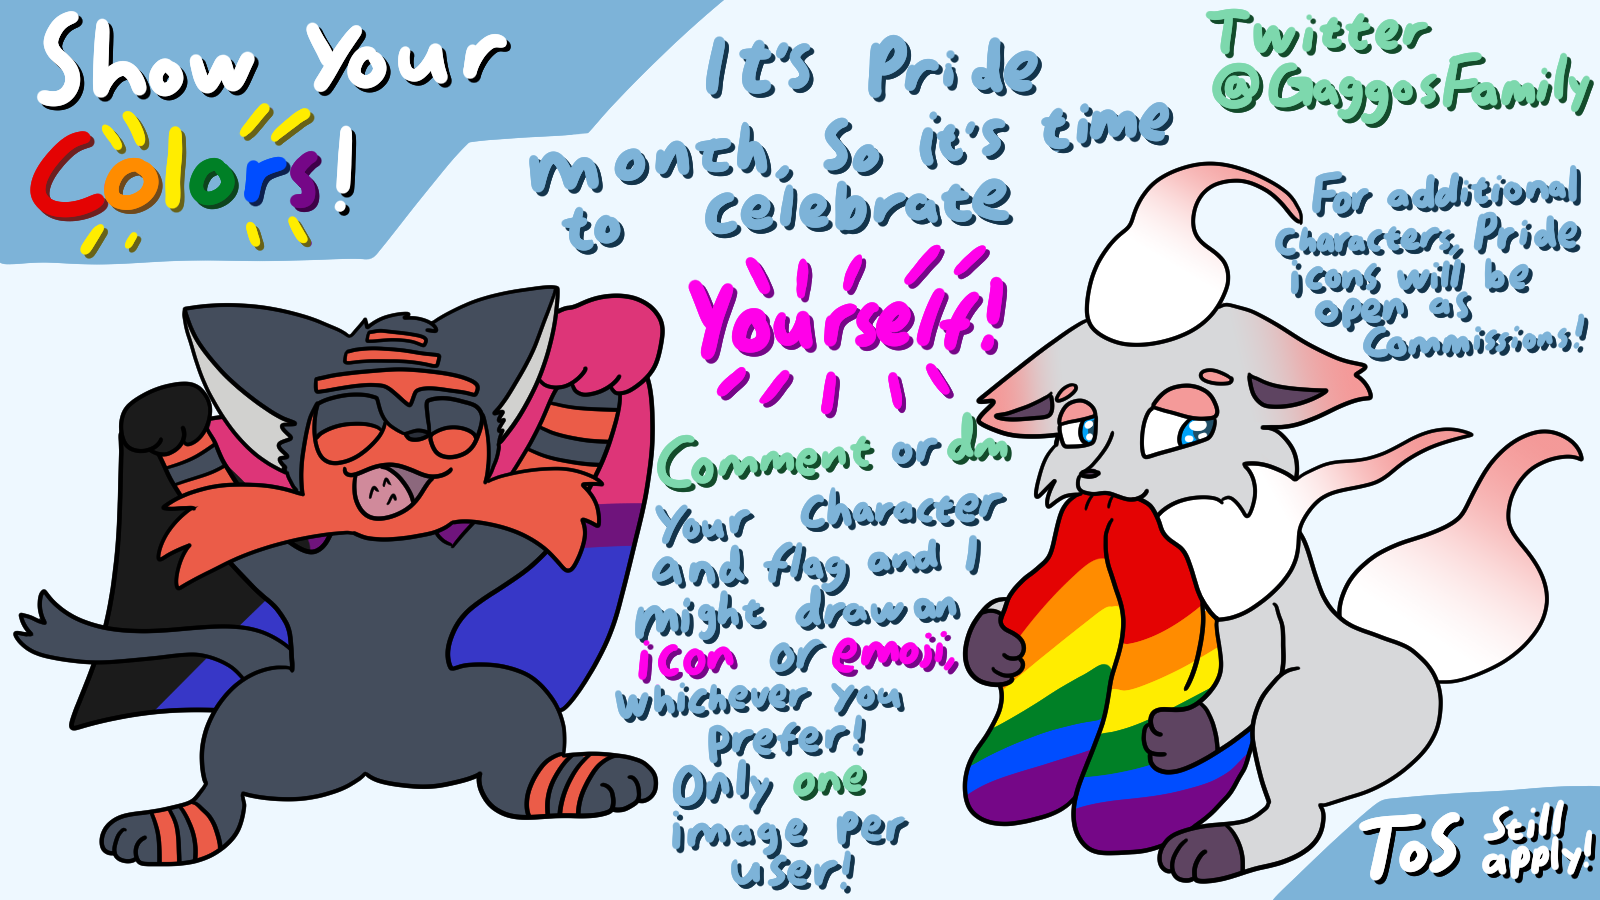 Show Your
Colors!
It's Pride
month, So it's time
to celebrate
Yourself!
Comment or dm
Your Character
and flag and I
might draw an
icon or emoji,
whichever you
prefer!
Only one
image per
user!
Twitter
@GaggosFamily
For additional
Characters, Pride
icons will be
open as
Commissions!
ToS Still
apply!